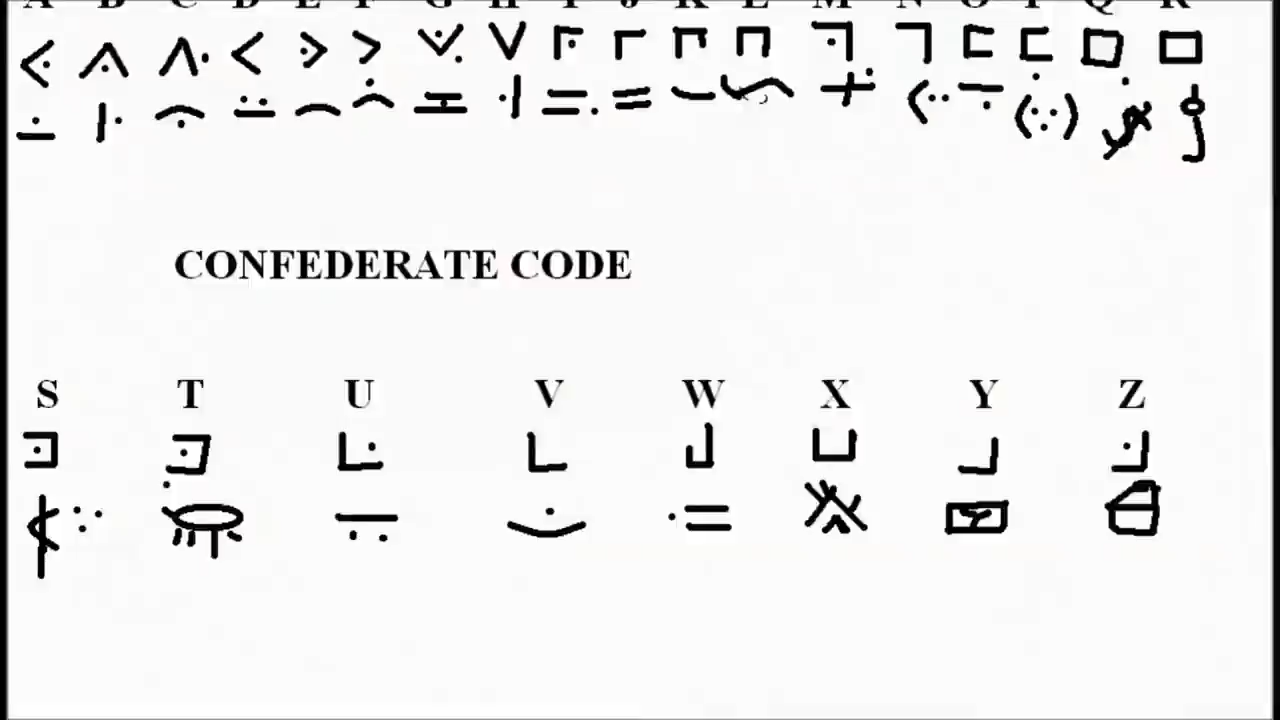 A B C D E F G H I J K L M N O P Q R
CONFEDERATE CODE
S T U V W X Y Z